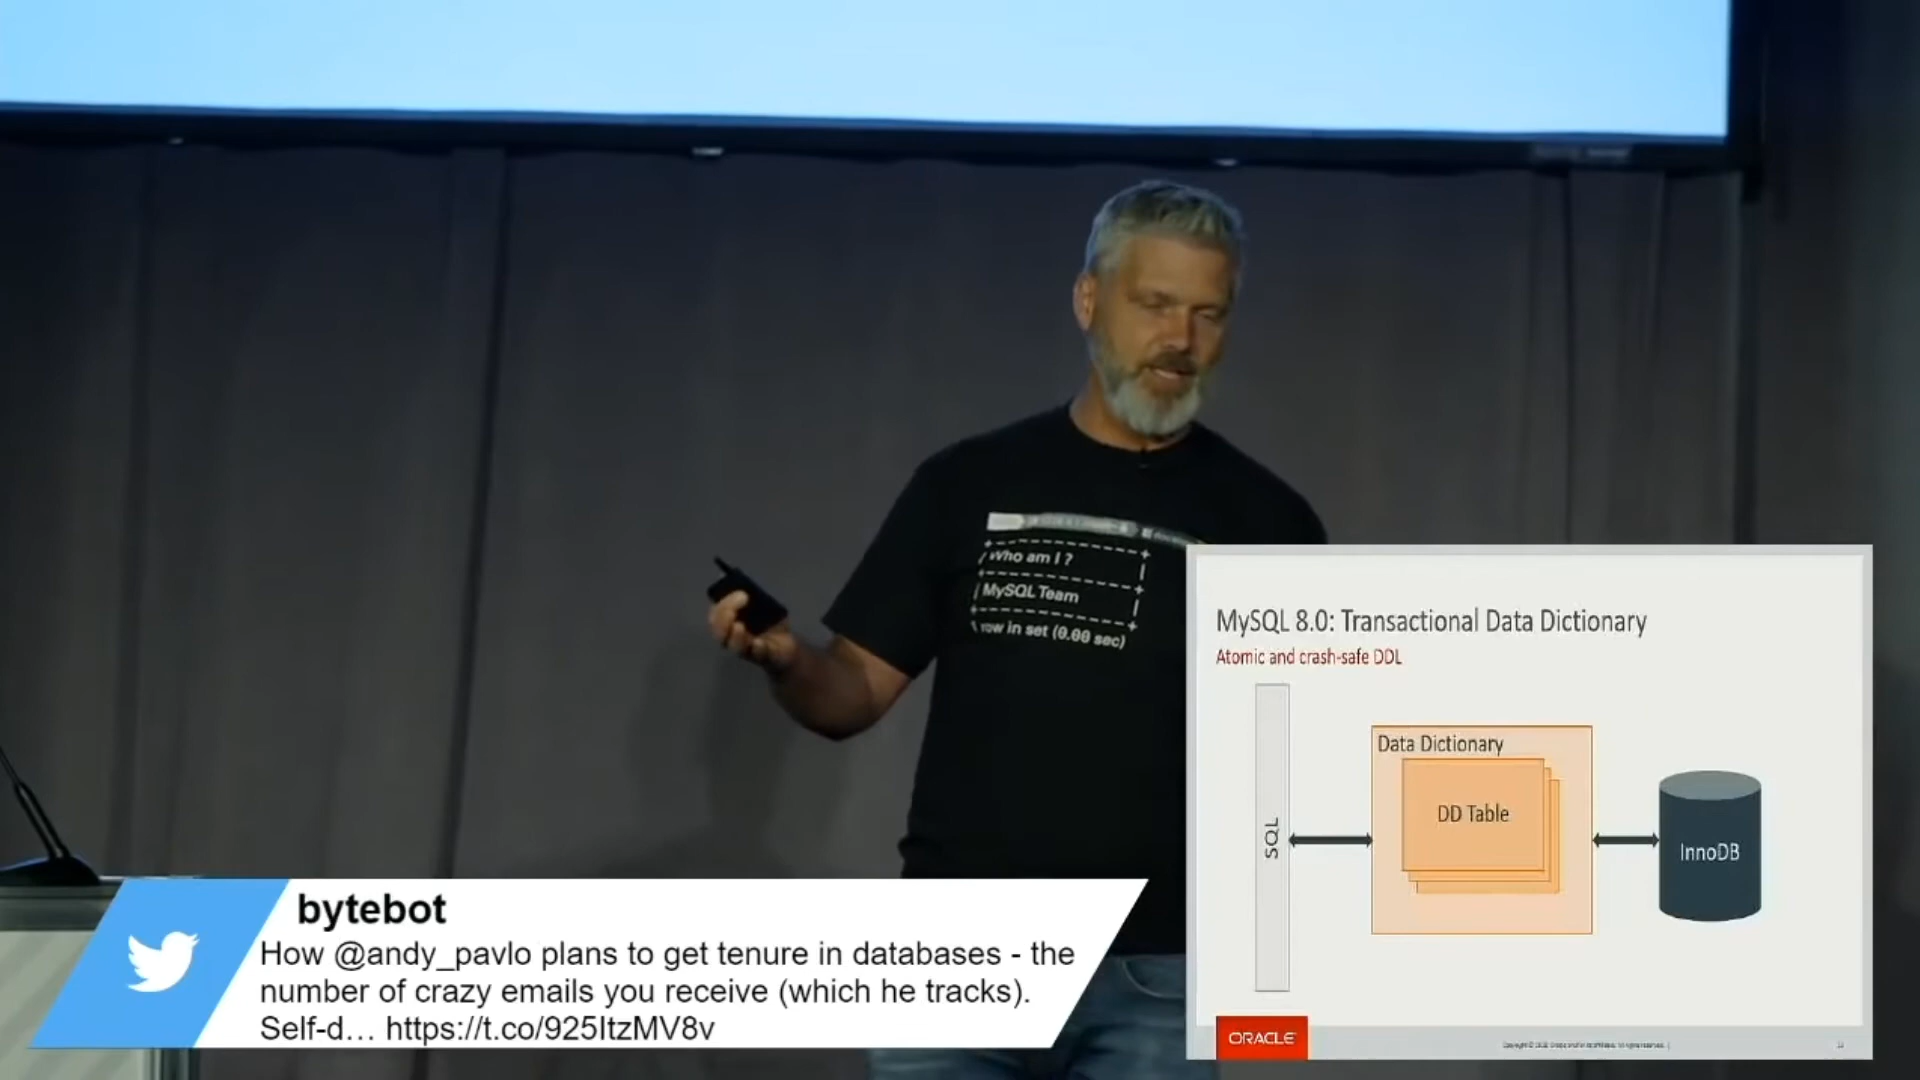 Who am I ?
MySQL Team
row in set (0.00 sec)
MySQL 8.0: Transactional Data Dictionary
Atomic and crash-safe DDL
SQL
Data Dictionary
DD Table
InnoDB
ORACLE
bytebot
How @andy_pavlo plans to get tenure in databases - the
number of crazy emails you receive (which he tracks).
Self-d… https://t.co/925ItzMV8v